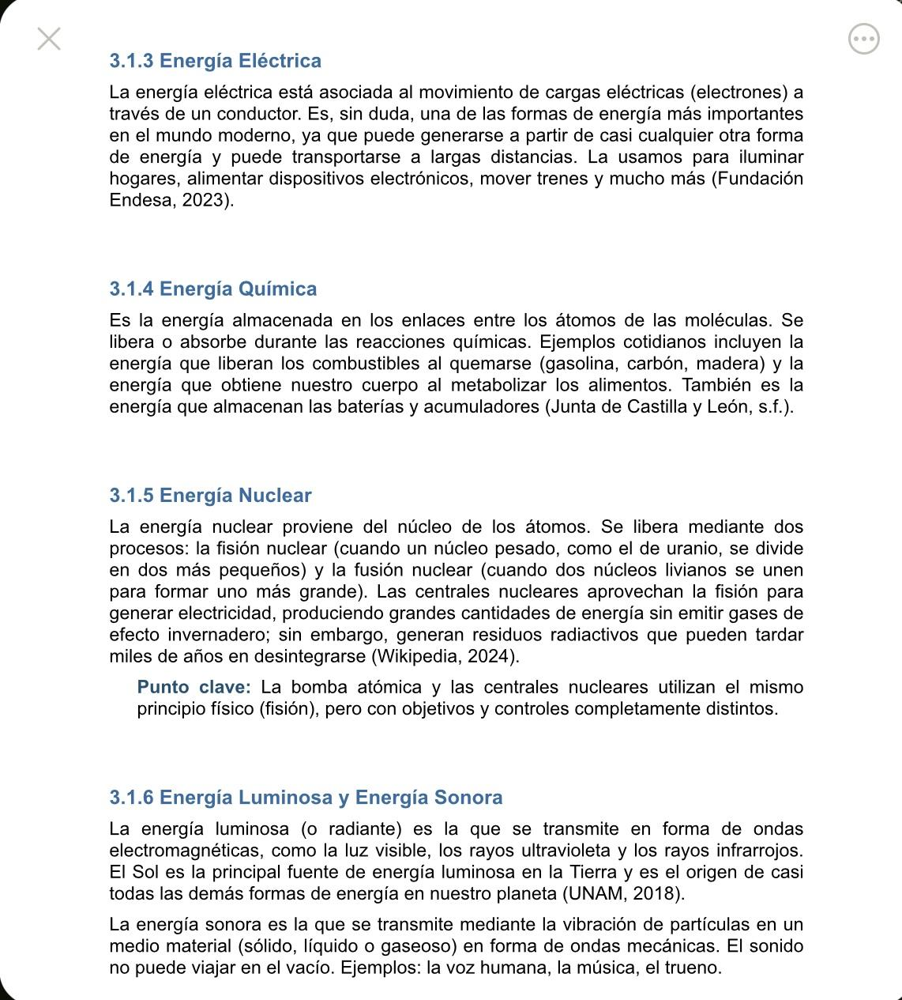 3.1.3 Energía Eléctrica
La energía eléctrica está asociada al movimiento de cargas eléctricas (electrones) a
través de un conductor. Es, sin duda, una de las formas de energía más importantes
en el mundo moderno, ya que puede generarse a partir de casi cualquier otra forma
de energía y puede transportarse a largas distancias. La usamos para iluminar
hogares, alimentar dispositivos electrónicos, mover trenes y mucho más (Fundación
Endesa, 2023).
3.1.4 Energía Química
Es la energía almacenada en los enlaces entre los átomos de las moléculas. Se
libera o absorbe durante las reacciones químicas. Ejemplos cotidianos incluyen la
energía que liberan los combustibles al quemarse (gasolina, carbón, madera) y la
energía que obtiene nuestro cuerpo al metabolizar los alimentos. También es la
energía que almacenan las baterías y acumuladores (Junta de Castilla y León, s.f.).
3.1.5 Energía Nuclear
La energía nuclear proviene del núcleo de los átomos. Se libera mediante dos
procesos: la fisión nuclear (cuando un núcleo pesado, como el de uranio, se divide
en dos más pequeños) y la fusión nuclear (cuando dos núcleos livianos se unen
para formar uno más grande). Las centrales nucleares aprovechan la fisión para
generar electricidad, produciendo grandes cantidades de energía sin emitir gases de
efecto invernadero; sin embargo, generan residuos radiactivos que pueden tardar
miles de años en desintegrarse (Wikipedia, 2024).
Punto clave: La bomba atómica y las centrales nucleares utilizan el mismo
principio físico (fisión), pero con objetivos y controles completamente distintos.
3.1.6 Energía Luminosa y Energía Sonora
La energía luminosa (o radiante) es la que se transmite en forma de ondas
electromagnéticas, como la luz visible, los rayos ultravioleta y los rayos infrarrojos.
El Sol es la principal fuente de energía luminosa en la Tierra y es el origen de casi
todas las demás formas de energía en nuestro planeta (UNAM, 2018).
La energía sonora es la que se transmite mediante la vibración de partículas en un
medio material (sólido, líquido o gaseoso) en forma de ondas mecánicas. El sonido
no puede viajar en el vacío. Ejemplos: la voz humana, la música, el trueno.